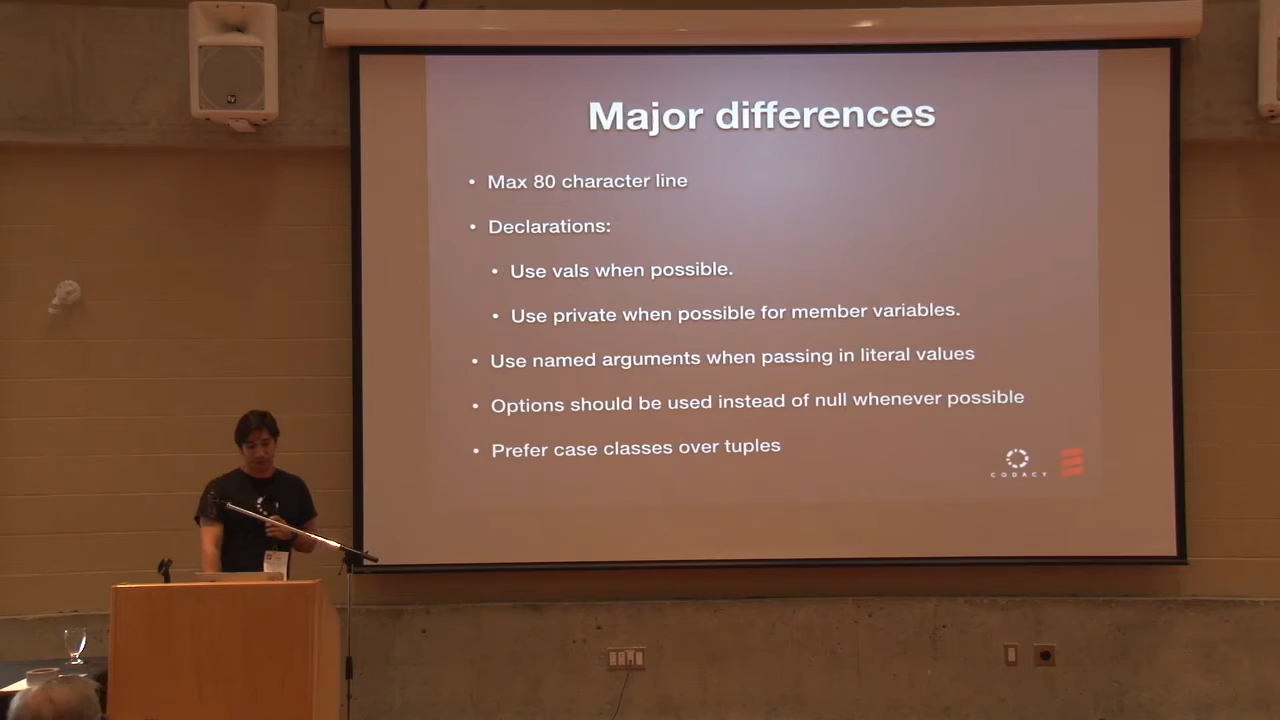 Major differences
• Max 80 character line
• Declarations:
• Use vals when possible.
• Use private when possible for member variables.
• Use named arguments when passing in literal values
• Options should be used instead of null whenever possible
• Prefer case classes over tuples
CODACY